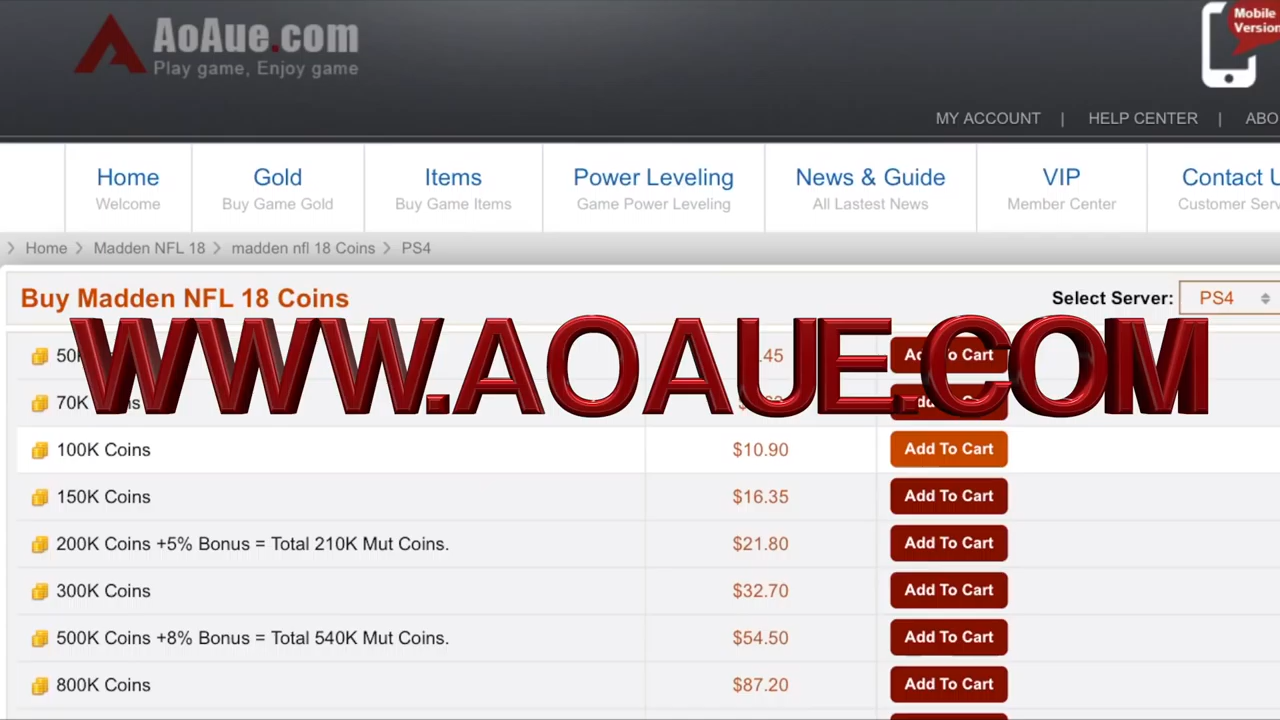 AoAue.com
Play game, Enjoy game
Mobile
Version
MY ACCOUNT | HELP CENTER |
Home Gold Items Power Leveling News & Guide VIP Contact
Welcome Buy Game Gold Buy Game Items Game Power Leveling All Lastest News Member Center Customer
Home Madden NFL 18 madden nfl 18 Coins PS4
Buy Madden NFL 18 Coins Select Server: PS4
WWW.AOAUE.COM
70K
100K Coins $10.90 Add To Cart
150K Coins $16.35 Add To Cart
200K Coins +5% Bonus = Total 210K Mut Coins. $21.80 Add To Cart
300K Coins $32.70 Add To Cart
500K Coins +8% Bonus = Total 540K Mut Coins. $54.50 Add To Cart
800K Coins $87.20 Add To Cart